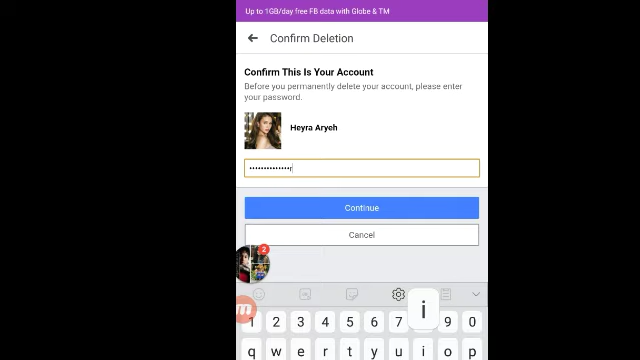 Up to 1GB/day free FB data with Globe & TM
Confirm Deletion
Confirm This Is Your Account
Before you permanently delete your account, please enter
your password.
Heyra Aryeh
••••••••••••••r
Continue
Cancel
2
i
1 2 3 4 5 6 7 9 0
q w e r t y u i o p